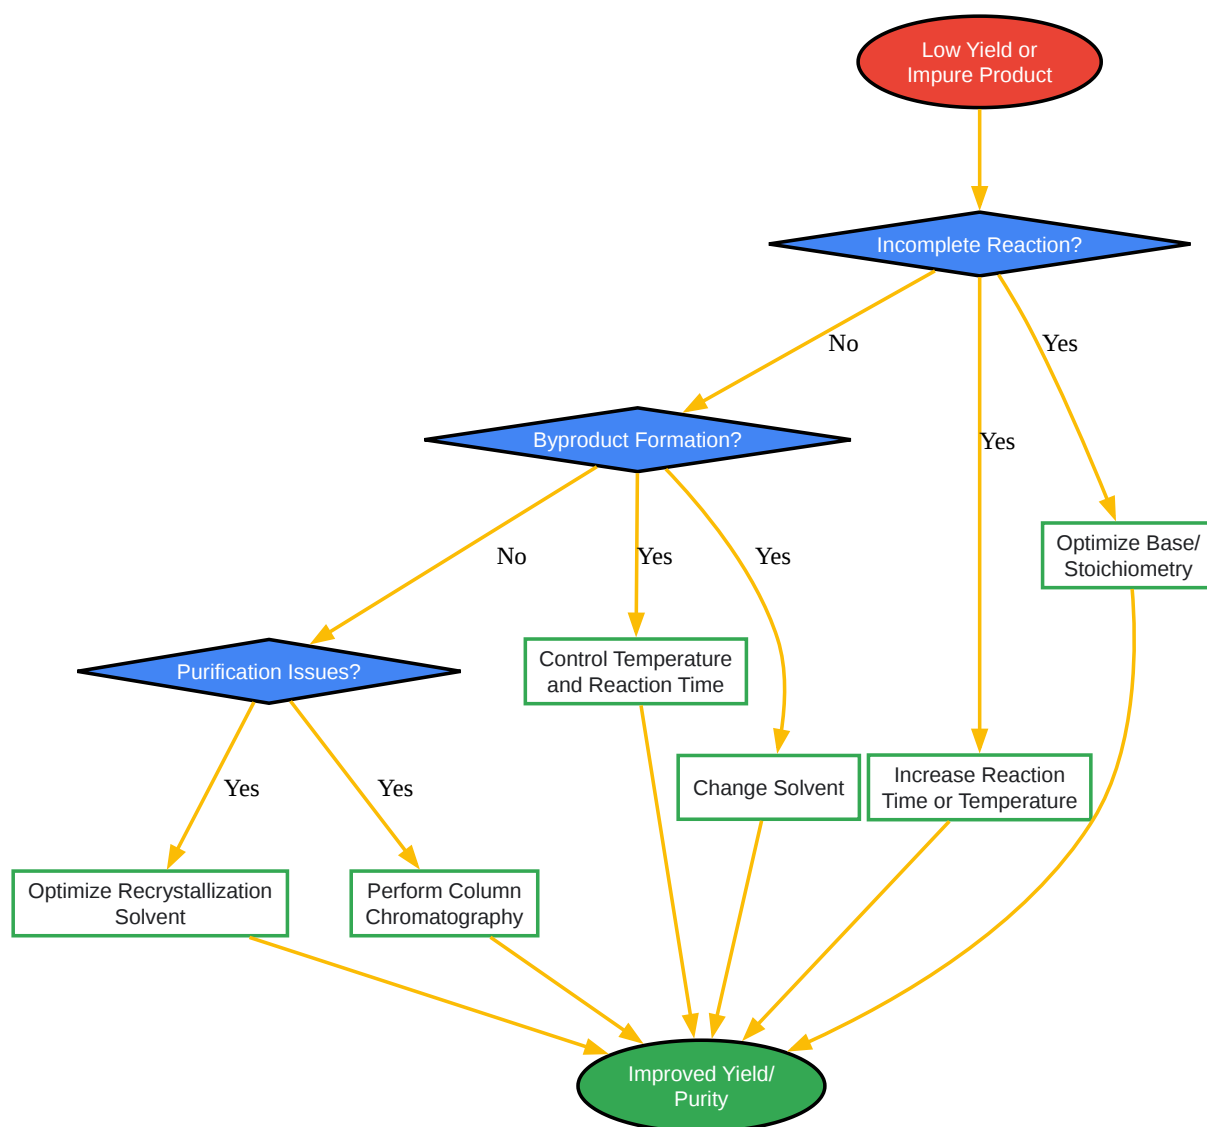 Low Yield or
Impure Product
Incomplete Reaction?
No
Yes
Yes
Byproduct Formation?
No
Yes
Yes
Optimize Base/
Stoichiometry
Purification Issues?
Control Temperature
and Reaction Time
Change Solvent
Increase Reaction
Time or Temperature
Yes
Yes
Optimize Recrystallization
Solvent
Perform Column
Chromatography
Improved Yield/
Purity